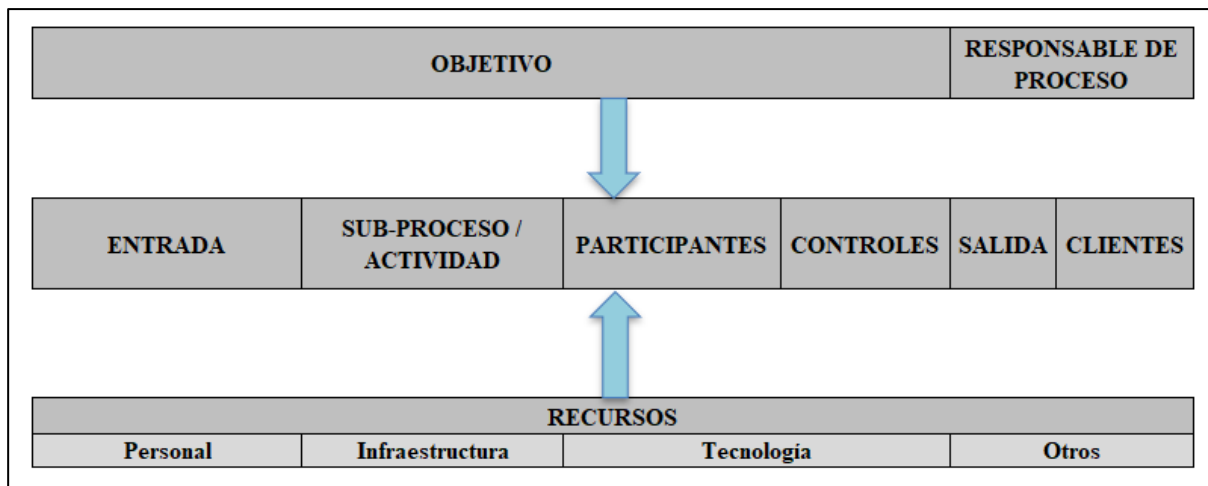 OBJETIVO
RESPONSABLE DE
PROCESO
ENTRADA
SUB-PROCESO /
ACTIVIDAD
PARTICIPANTES
CONTROLES
SALIDA
CLIENTES
RECURSOS
Personal
Infraestructura
Tecnología
Otros